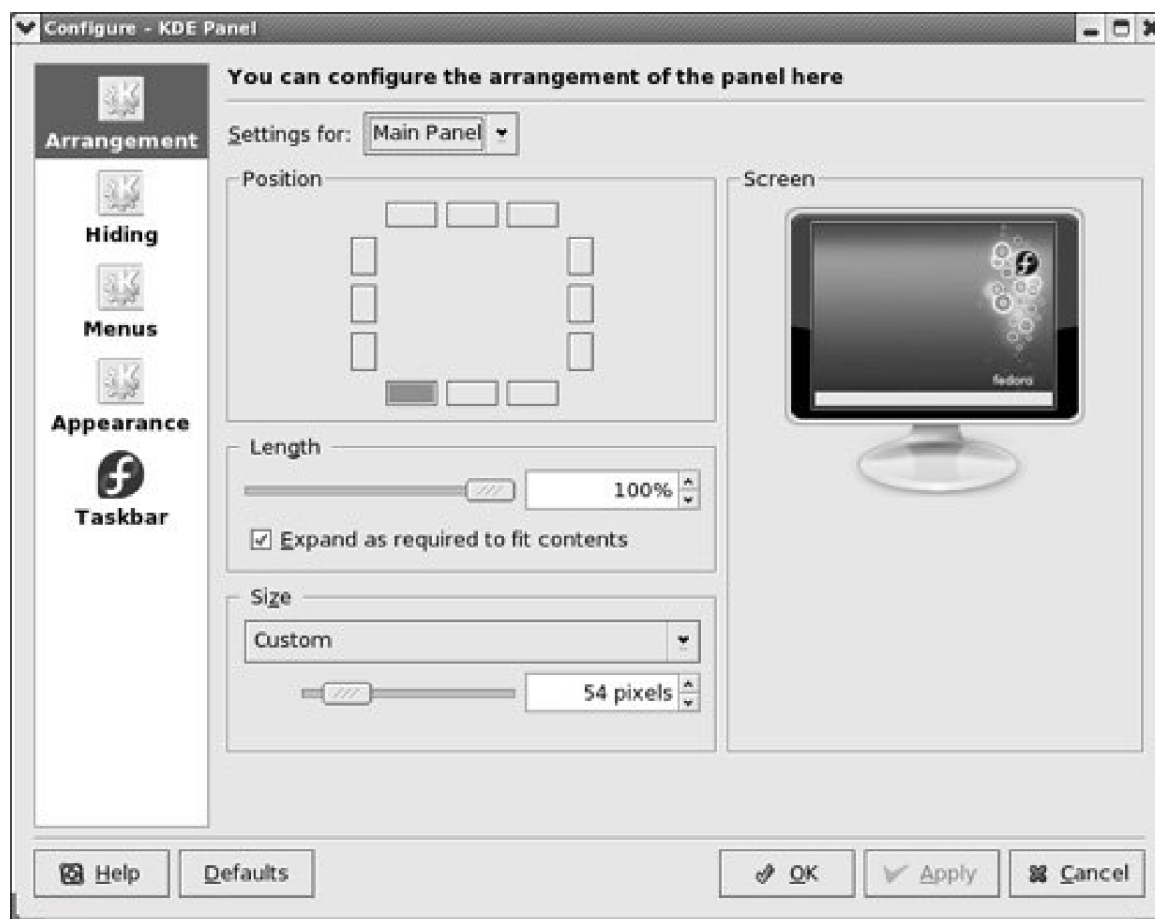 Configure - KDE Panel
Arrangement
Hiding
Menus
Appearance
Taskbar
You can configure the arrangement of the panel here
Settings for: Main Panel
Position
Screen
fedora
Length
100%
Expand as required to fit contents
Size
Custom
54 pixels
Help
Defaults
OK
Apply
Cancel